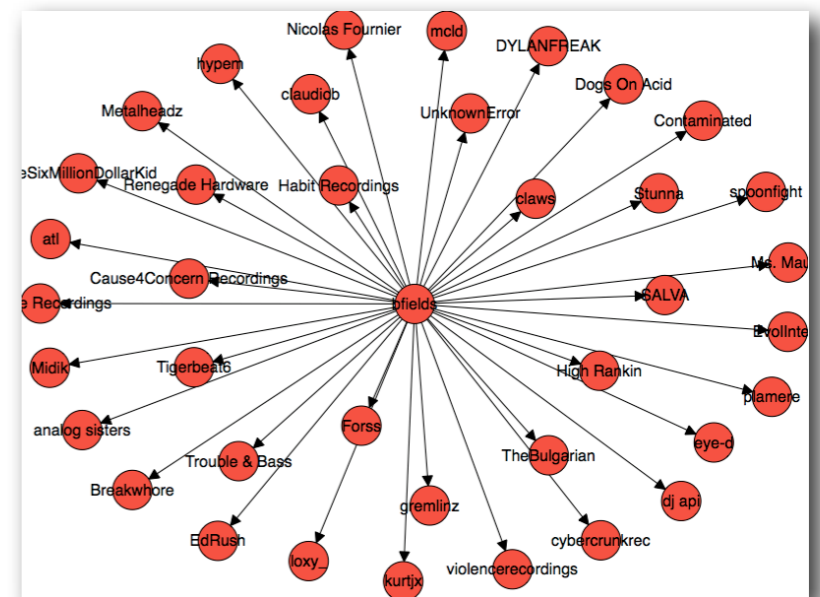 Nicolas Fournier
mcld
DYLANFREAK
hypem
Dogs On Acid
claudiob
Metalheadz
UnknownError
Contaminated
eSixMillionDollarKid
Renegade Hardware
Habit Recordings
claws
Stunna
spoonfight
atl
Cause4Concern Recordings
Ms. Mau
e Recordings
bfields
SALVA
EvolInte
Midik
Tigerbeat6
High Rankin
plamere
analog sisters
Forss
eye-d
Trouble & Bass
TheBulgarian
Breakwhore
gremlinz
dj api
EdRush
cybercrunkrec
loxy_
violencerecordings
kurtjx